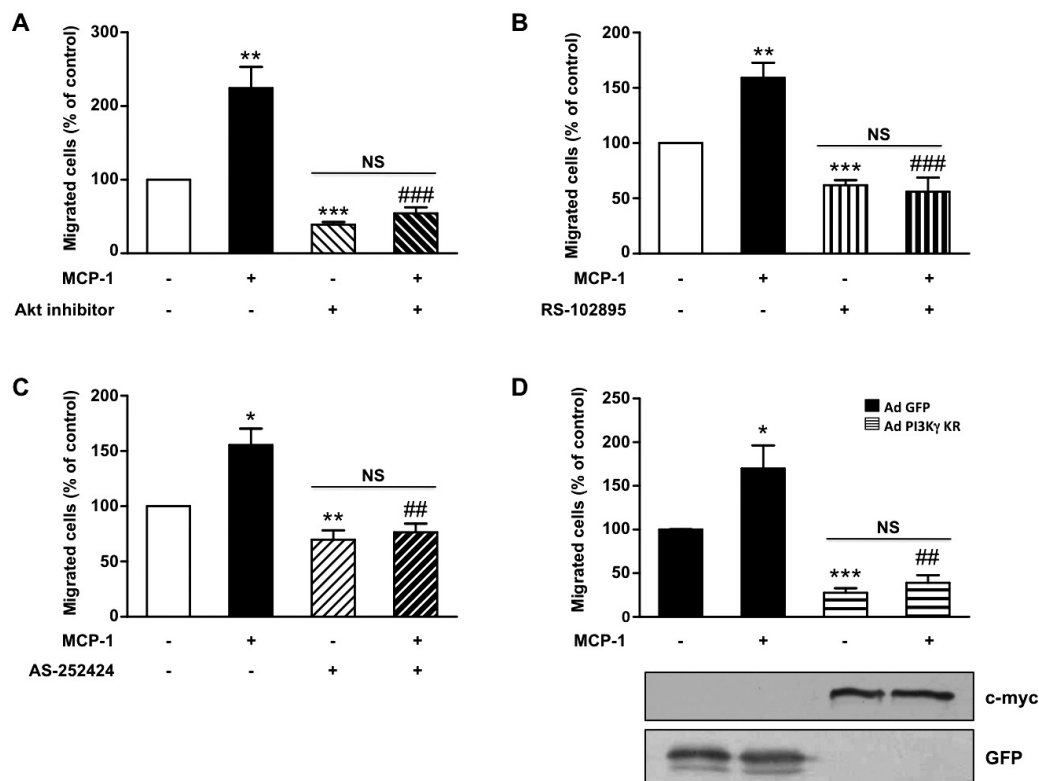 A
Migrated cells (% of control)
300
200
100
0
**
***
###
NS
MCP-1 - + - +
Akt inhibitor - - + +
B
Migrated cells (% of control)
200
150
100
50
0
**
***
###
NS
MCP-1 - + - +
RS-102895 - - + +
C
Migrated cells (% of control)
200
150
100
50
0
*
**
##
NS
MCP-1 - + - +
AS-252424 - - + +
D
Migrated cells (% of control)
250
200
150
100
50
0
*
***
##
NS
Ad GFP
Ad PI3Kγ KR
MCP-1 - + - +
c-myc
GFP